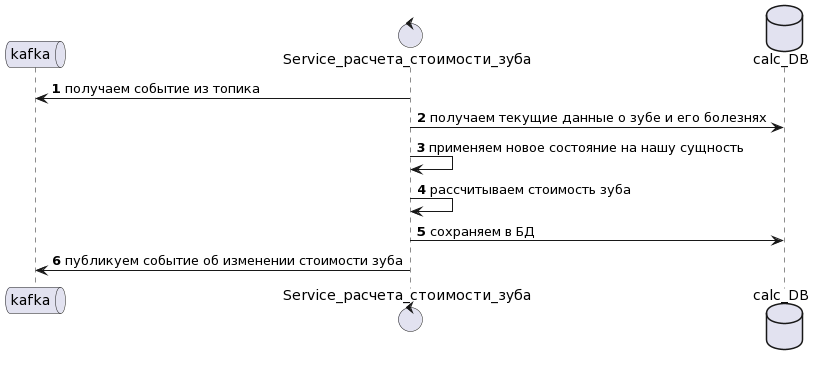 kafka
Service_расчета_стоимости_зуба
calc_DB
1 получаем событие из топика
2 получаем текущие данные о зубе и его болезнях
3 применяем новое состояние на нашу сущность
4 рассчитываем стоимость зуба
5 сохраняем в БД
6 публикуем событие об изменении стоимости зуба
kafka
Service_расчета_стоимости_зуба
calc_DB